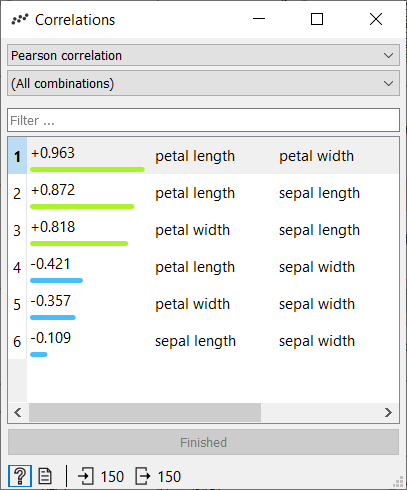 Correlations
Pearson correlation
(All combinations)
Filter ...
1 +0.963 petal length petal width
2 +0.872 petal length sepal length
3 +0.818 petal width sepal length
4 -0.421 petal length sepal width
5 -0.357 petal width sepal width
6 -0.109 sepal length sepal width
Finished
? 150 150